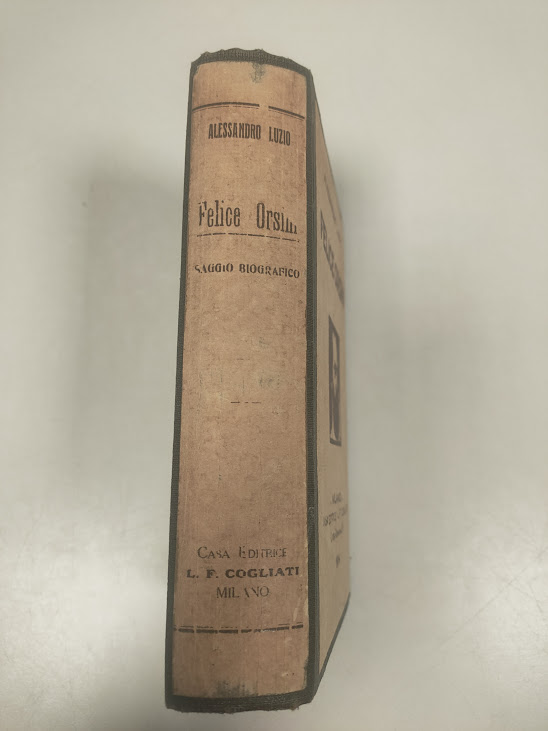 ALESSANDRO LUZIO
Felice Orsini
SAGGIO BIOGRAFICO
CASA EDITRICE
L. F. COGLIATI
MILANO